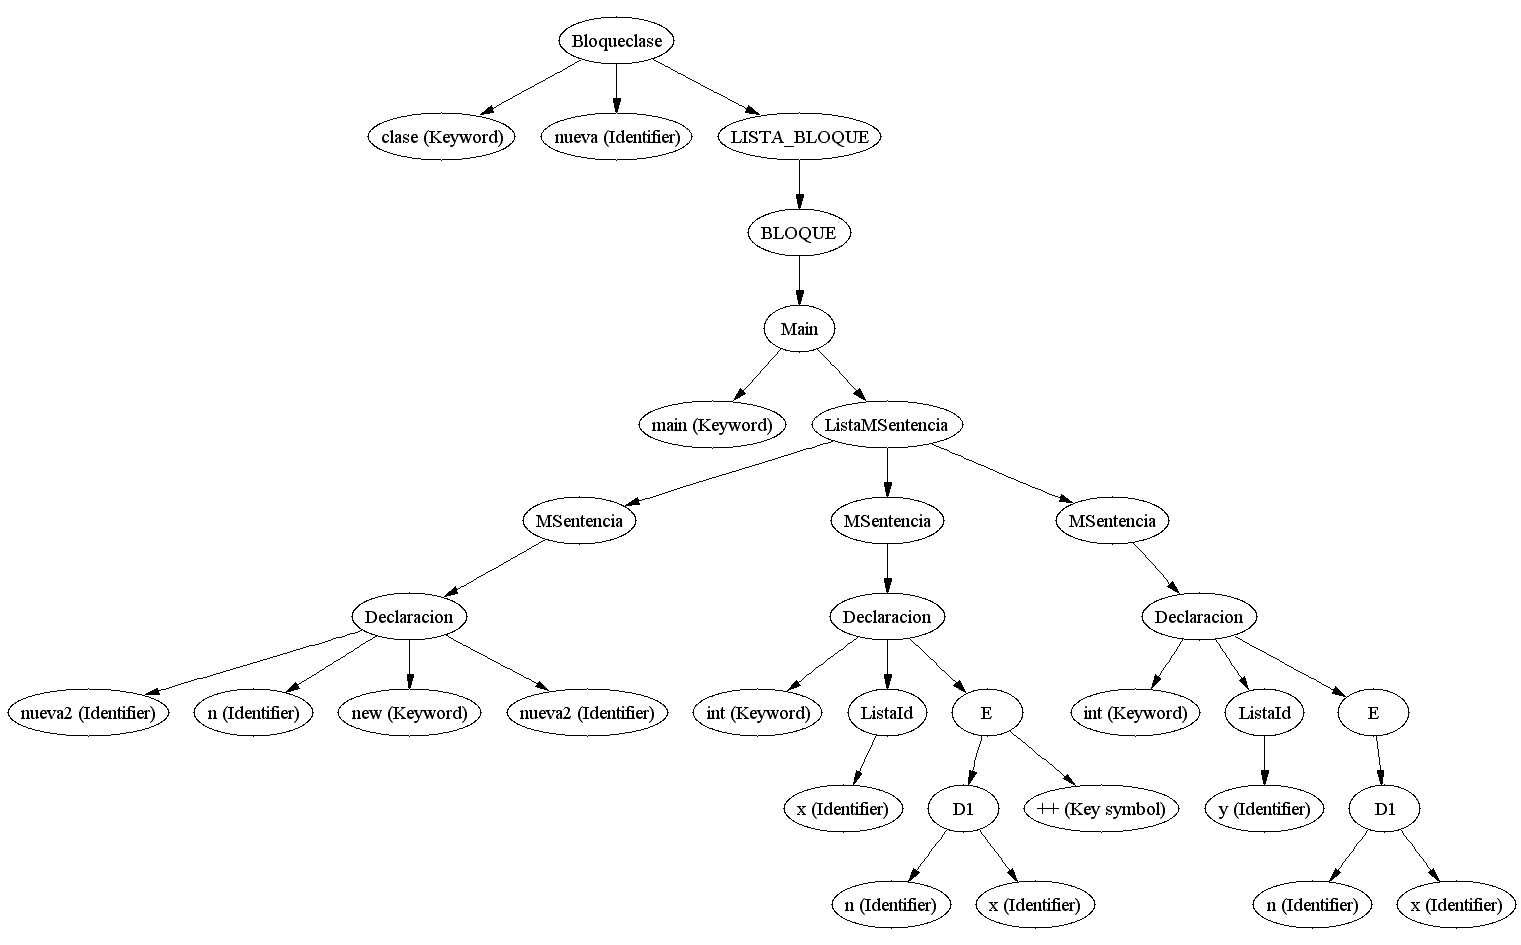 Bloqueclase
clase (Keyword)
nueva (Identifier)
LISTA_BLOQUE
BLOQUE
Main
main (Keyword)
ListaMSentencia
MSentencia
MSentencia
MSentencia
Declaracion
Declaracion
Declaracion
nueva2 (Identifier)
n (Identifier)
new (Keyword)
nueva2 (Identifier)
int (Keyword)
ListaId
E
int (Keyword)
ListaId
E
x (Identifier)
D1
++ (Key symbol)
y (Identifier)
D1
n (Identifier)
x (Identifier)
n (Identifier)
x (Identifier)